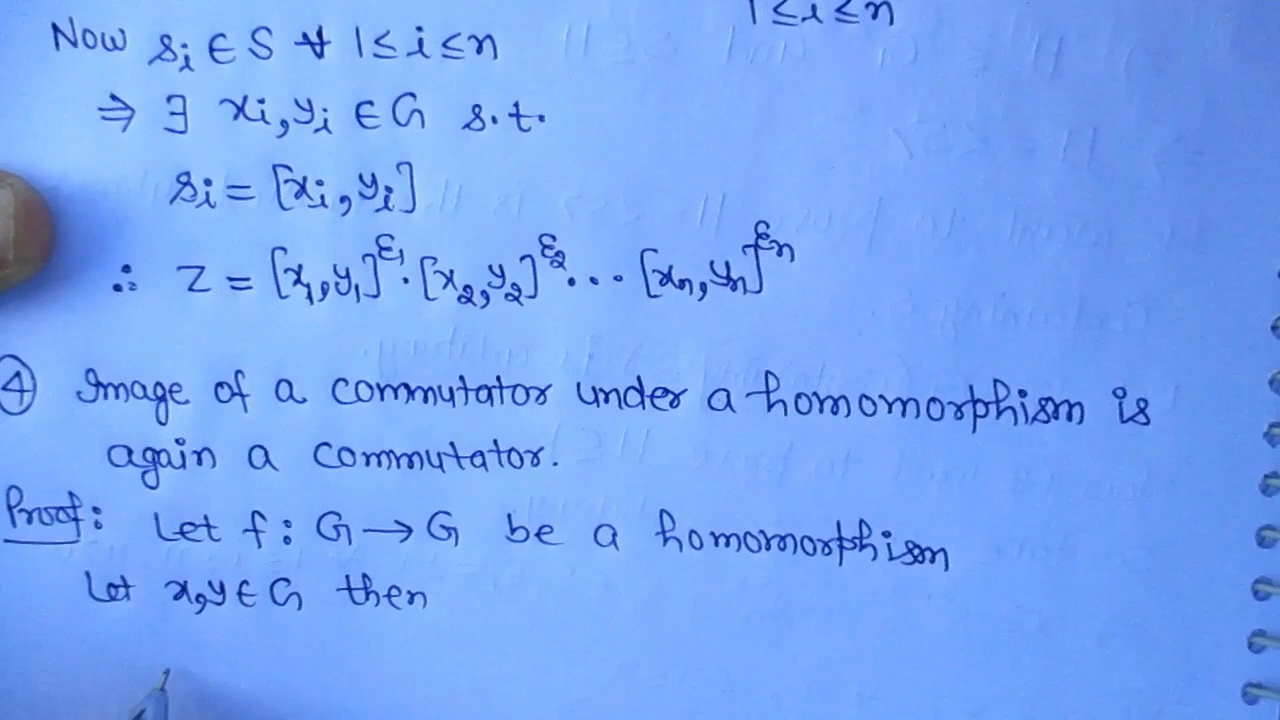 1 ≤ i ≤ n
Now sᵢ ∈ S ∀ 1 ≤ i ≤ n
⇒ ∃ xᵢ, yᵢ ∈ G s.t.
sᵢ = [xᵢ, yᵢ]
∴ z = [x₁, y₁]^ε₁ · [x₂, y₂]^ε₂ ... [xₙ, yₙ]^εₙ
④ Image of a commutator under a homomorphism is
again a commutator.
Proof: Let f : G → G be a homomorphism
Let x, y ∈ G then